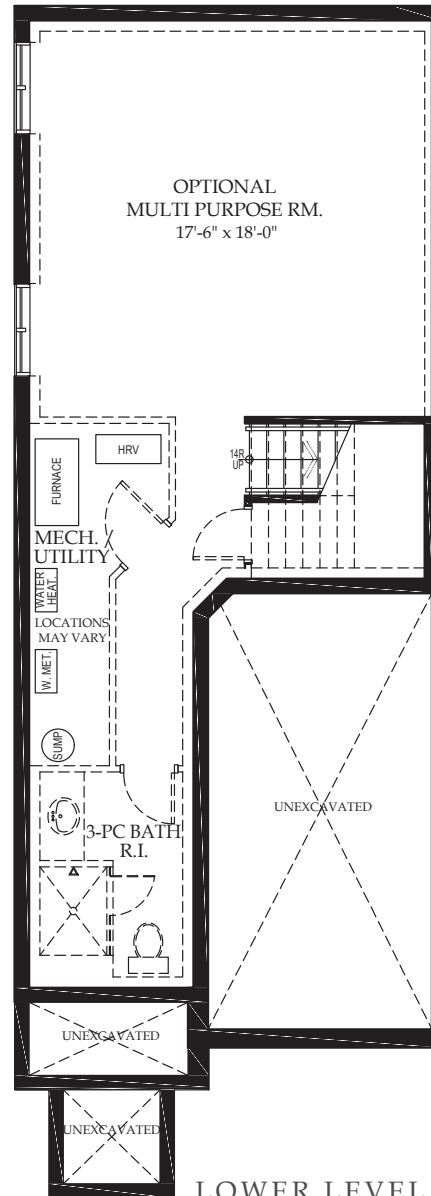 OPTIONAL
MULTI PURPOSE RM.
17'-6" x 18'-0"
HRV
FURNACE
14R
UP
MECH.
UTILITY
WATER
HEAT.
LOCATIONS
MAY VARY
W. MET.
SUMP
UNEXCAVATED
3-PC BATH
R.I.
UNEXCAVATED
UNEXCAVATED
LOWER LEVEL